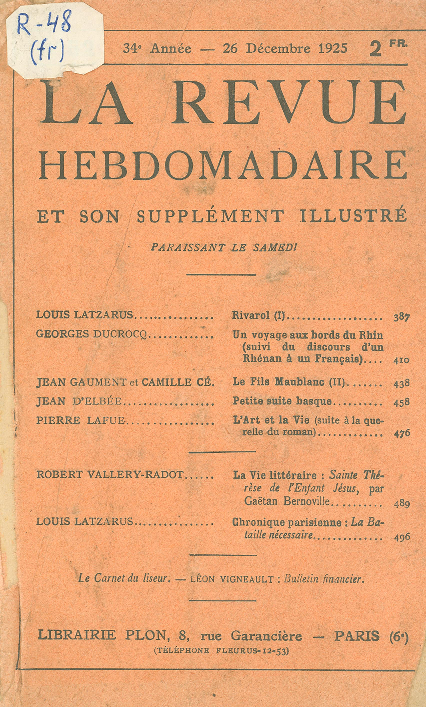 R-48
(fr)
34e Année — 26 Décembre 1925 2 FR.
LA REVUE
HEBDOMADAIRE
ET SON SUPPLÉMENT ILLUSTRÉ
PARAISSANT LE SAMEDI
LOUIS LATZARUS............... Rivarol (I)................. 387
GEORGES DUCROCQ............ Un voyage aux bords du Rhin
(suivi du discours d'un
Rhénan à un Français).... 410
JEAN GAUMENT et CAMILLE CÉ. Le Fils Maublanc (II)....... 438
JEAN D'ELBÉE................. Petite suite basque.......... 458
PIERRE LAFUE................ L'Art et la Vie (suite à la que-
relle du roman)............. 476
ROBERT VALLERY-RADOT...... La Vie littéraire : Sainte Thé-
rèse de l'Enfant Jésus, par
Gaëtan Bernoville.......... 489
LOUIS LATZARUS............... Chronique parisienne : La Ba-
taille nécessaire.............. 496
Le Carnet du liseur. — LÉON VIGNEAULT : Bulletin financier.
LIBRAIRIE PLON, 8, rue Garancière — PARIS (6e)
(TÉLÉPHONE FLEURUS-12-53)